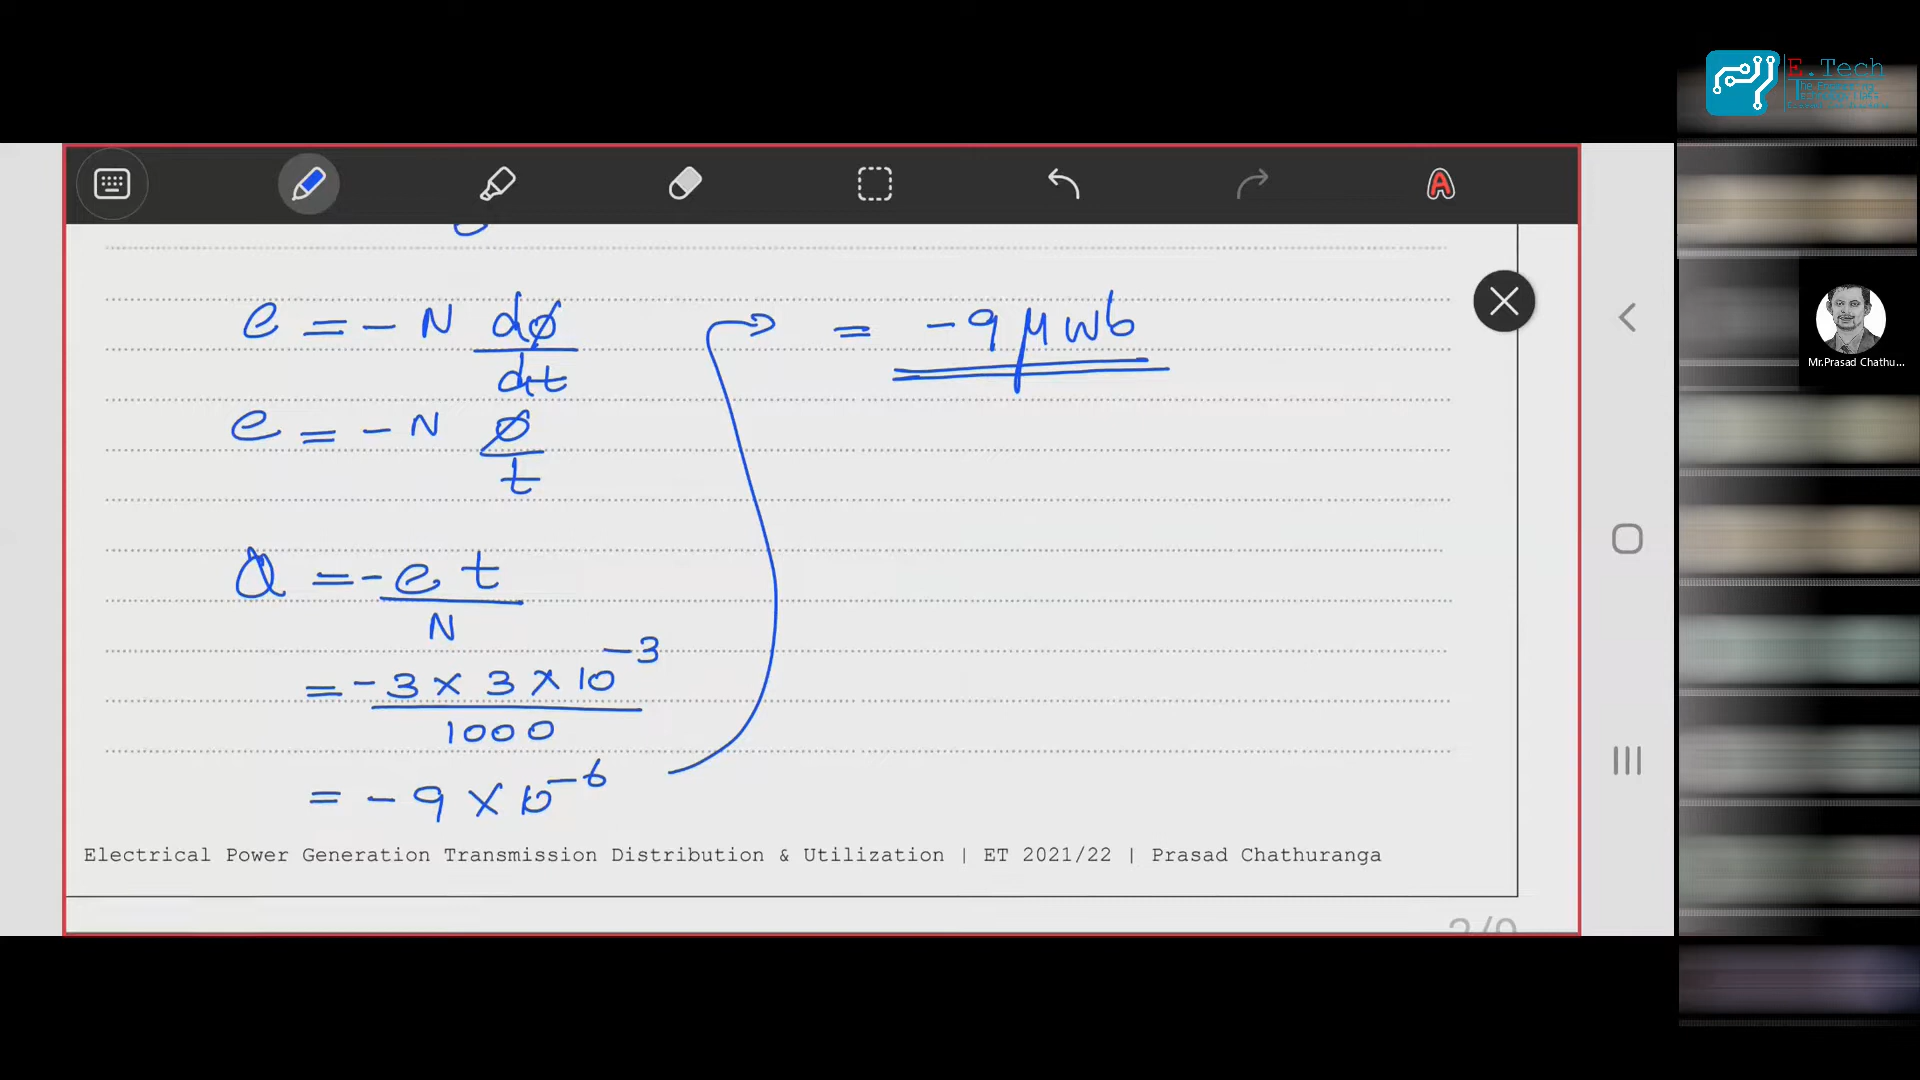 E.Tech
e = - N dφ/dt
e = - N φ/t
Q = - e t / N
= - 3 × 3 × 10⁻³ / 1000
= - 9 × 10⁻⁶
→ = - 9 μ wb
Mr.Prasad Chathu...
Electrical Power Generation Transmission Distribution & Utilization | ET 2021/22 | Prasad Chathuranga